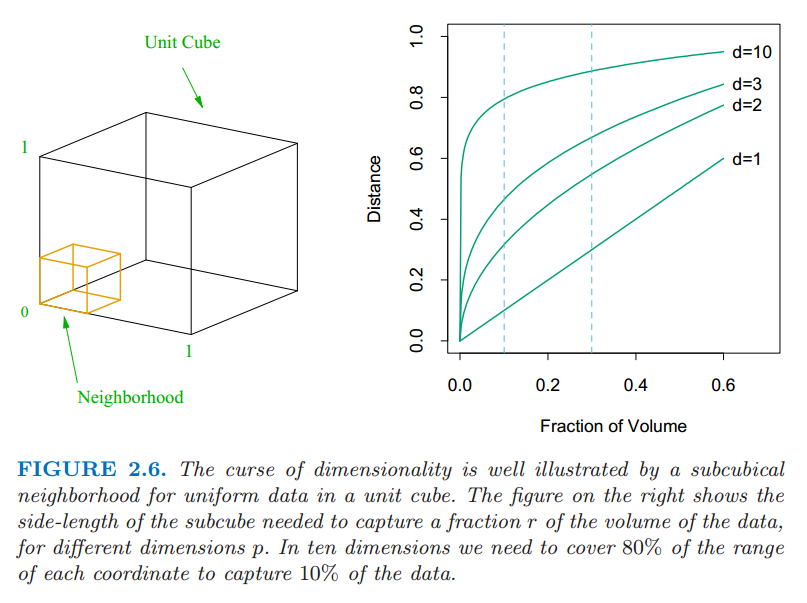 Unit Cube
1
0
1
Neighborhood
1.0
0.8
0.6
0.4
0.2
0.0
Distance
d=10
d=3
d=2
d=1
0.0 0.2 0.4 0.6
Fraction of Volume
FIGURE 2.6. The curse of dimensionality is well illustrated by a subcubical
neighborhood for uniform data in a unit cube. The figure on the right shows the
side-length of the subcube needed to capture a fraction r of the volume of the data,
for different dimensions p. In ten dimensions we need to cover 80% of the range
of each coordinate to capture 10% of the data.